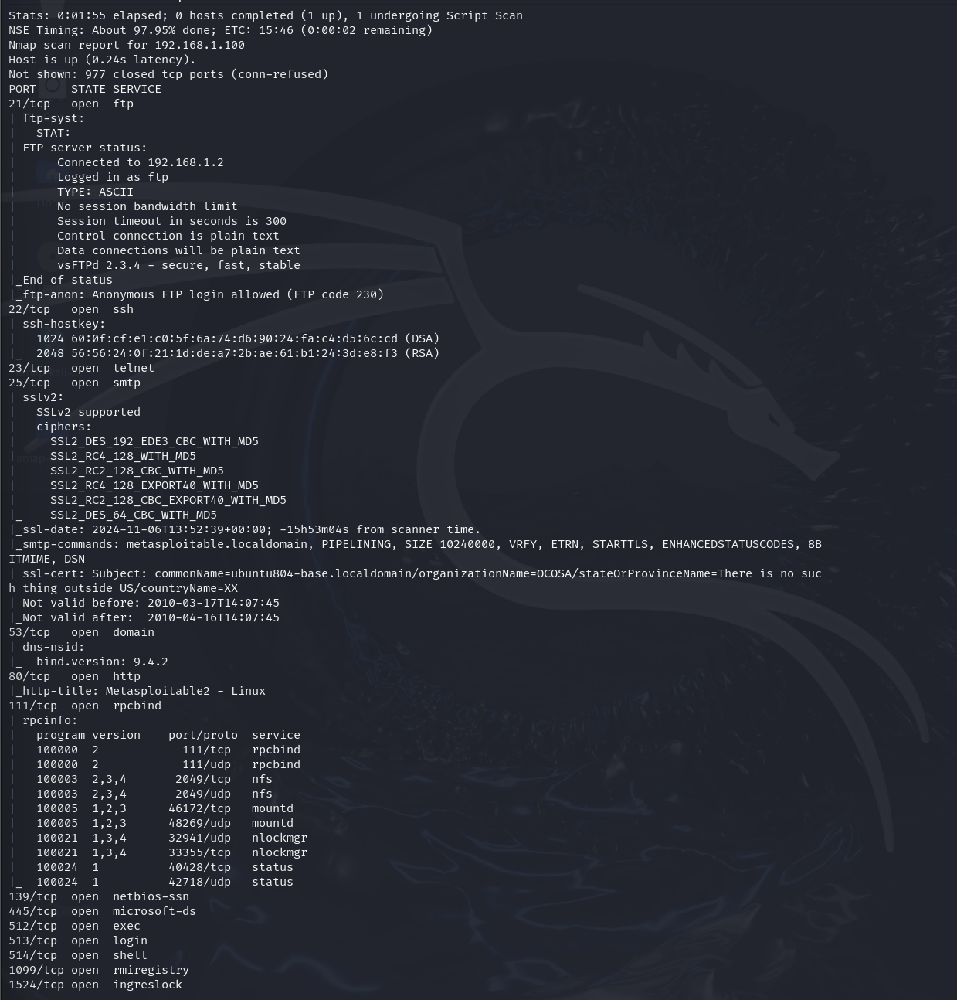 Stats: 0:01:55 elapsed; 0 hosts completed (1 up), 1 undergoing Script Scan
NSE Timing: About 97.95% done; ETC: 15:46 (0:00:02 remaining)
Nmap scan report for 192.168.1.100
Host is up (0.24s latency).
Not shown: 977 closed tcp ports (conn-refused)
PORT     STATE SERVICE
21/tcp   open  ftp
| ftp-syst:
|   STAT:
| FTP server status:
|      Connected to 192.168.1.2
|      Logged in as ftp
|      TYPE: ASCII
|      No session bandwidth limit
|      Session timeout in seconds is 300
|      Control connection is plain text
|      Data connections will be plain text
|      vsFTPd 2.3.4 - secure, fast, stable
|_End of status
|_ftp-anon: Anonymous FTP login allowed (FTP code 230)
22/tcp   open  ssh
| ssh-hostkey:
|   1024 60:0f:cf:e1:c0:5f:6a:74:d6:90:24:fa:c4:d5:6c:cd (DSA)
|_  2048 56:56:24:0f:21:1d:de:a7:2b:ae:61:b1:24:3d:e8:f3 (RSA)
23/tcp   open  telnet
25/tcp   open  smtp
| sslv2:
|   SSLv2 supported
|   ciphers:
|     SSL2_DES_192_EDE3_CBC_WITH_MD5
|     SSL2_RC4_128_WITH_MD5
|     SSL2_RC2_128_CBC_WITH_MD5
|     SSL2_RC4_128_EXPORT40_WITH_MD5
|     SSL2_RC2_128_CBC_EXPORT40_WITH_MD5
|_    SSL2_DES_64_CBC_WITH_MD5
|_ssl-date: 2024-11-06T13:52:39+00:00; -15h53m04s from scanner time.
|_smtp-commands: metasploitable.localdomain, PIPELINING, SIZE 10240000, VRFY, ETRN, STARTTLS, ENHANCEDSTATUSCODES, 8B
ITMIME, DSN
| ssl-cert: Subject: commonName=ubuntu804-base.localdomain/organizationName=OCOSA/stateOrProvinceName=There is no suc
h thing outside US/countryName=XX
| Not valid before: 2010-03-17T14:07:45
|_Not valid after:  2010-04-16T14:07:45
53/tcp   open  domain
| dns-nsid:
|_  bind.version: 9.4.2
80/tcp   open  http
|_http-title: Metasploitable2 - Linux
111/tcp  open  rpcbind
| rpcinfo:
|   program version    port/proto  service
|   100000  2            111/tcp   rpcbind
|   100000  2            111/udp   rpcbind
|   100003  2,3,4       2049/tcp   nfs
|   100003  2,3,4       2049/udp   nfs
|   100005  1,2,3      46172/tcp   mountd
|   100005  1,2,3      48269/udp   mountd
|   100021  1,3,4      32941/udp   nlockmgr
|   100021  1,3,4      33355/tcp   nlockmgr
|   100024  1          40428/tcp   status
|_  100024  1          42718/udp   status
139/tcp  open  netbios-ssn
445/tcp  open  microsoft-ds
512/tcp  open  exec
513/tcp  open  login
514/tcp  open  shell
1099/tcp open  rmiregistry
1524/tcp open  ingreslock